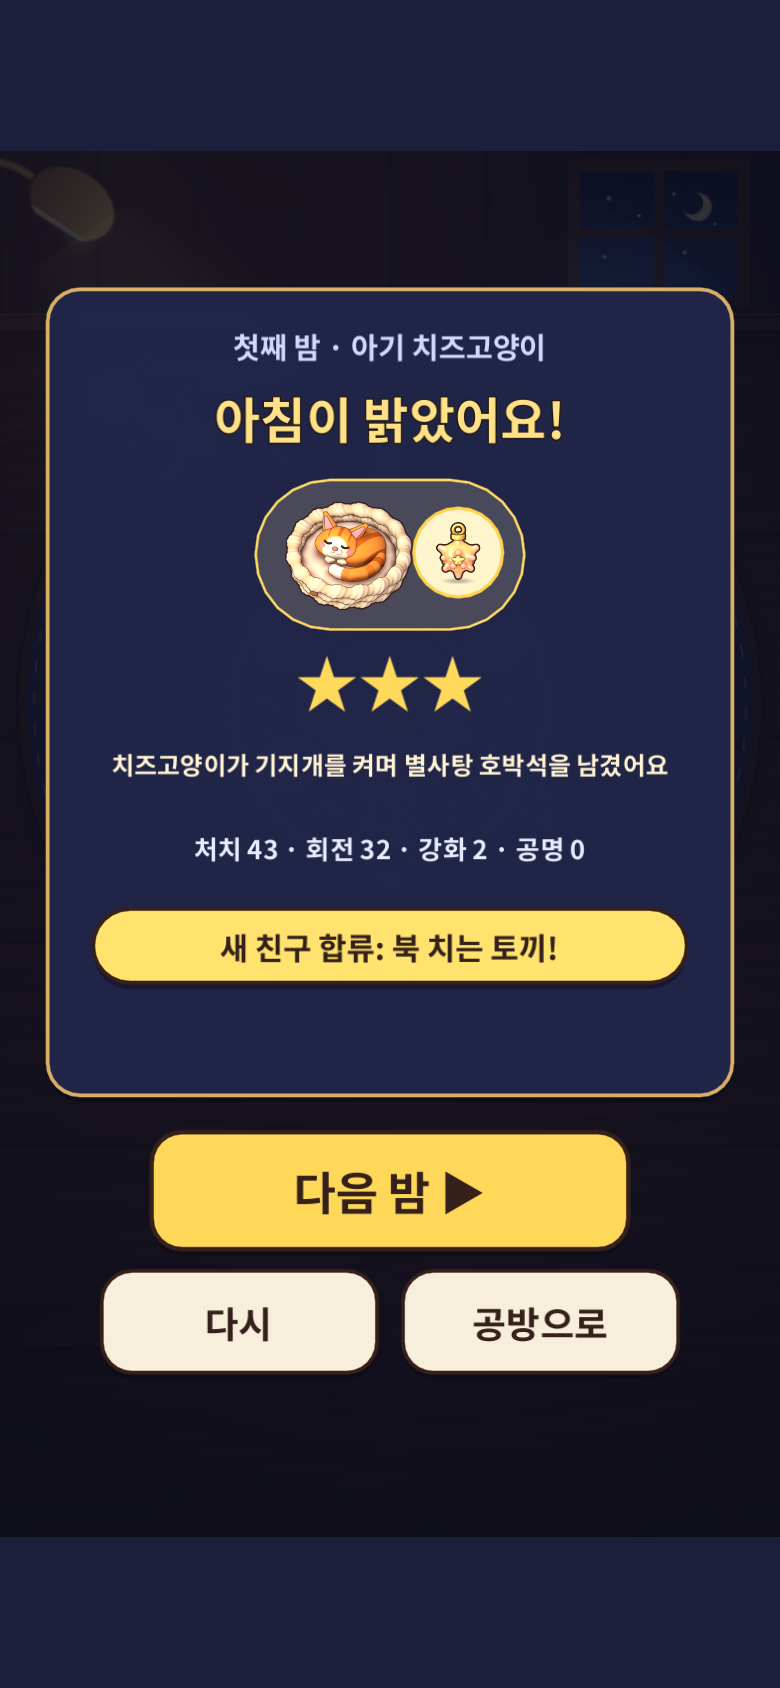 첫째 밤 · 아기 치즈고양이
아침이 밝았어요!
치즈고양이가 기지개를 켜며 별사탕 호박석을 남겼어요
처치 43 · 회전 32 · 강화 2 · 공명 0
새 친구 합류: 북 치는 토끼!
다음 밤 ▶
다시
공방으로